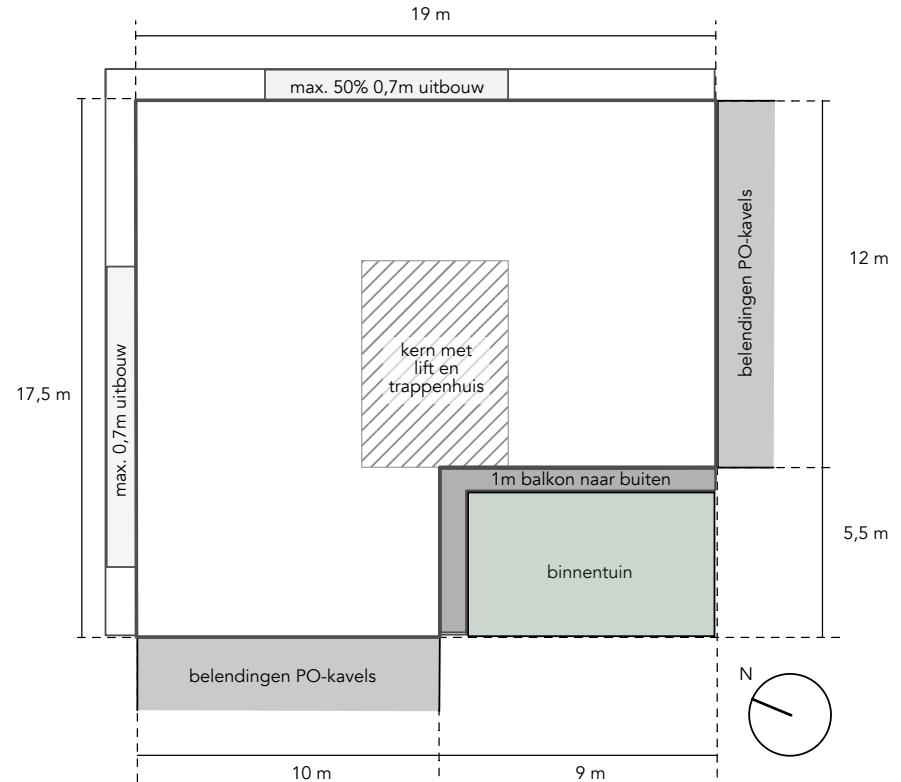 19 m
max. 50% 0,7m uitbouw
belendingen PO-kavels
12 m
kern met
lift en
trappenhuis
17,5 m
max. 0,7m uitbouw
1m balkon naar buiten
5,5 m
binnentuin
belendingen PO-kavels
N
10 m
9 m